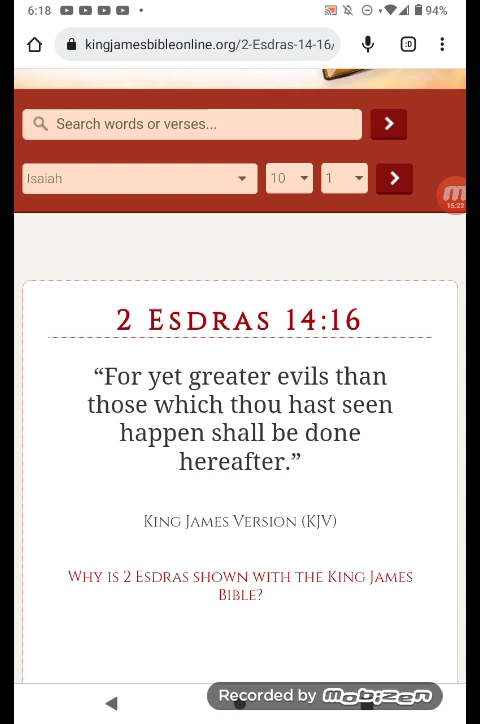 6:18
94%
kingjamesbibleonline.org/2-Esdras-14-16/
:D
Search words or verses...
Isaiah
10
1
15:22
2 Esdras 14:16
“For yet greater evils than
those which thou hast seen
happen shall be done
hereafter.”
King James Version (KJV)
Why is 2 Esdras shown with the King James
Bible?
Recorded by mobizen